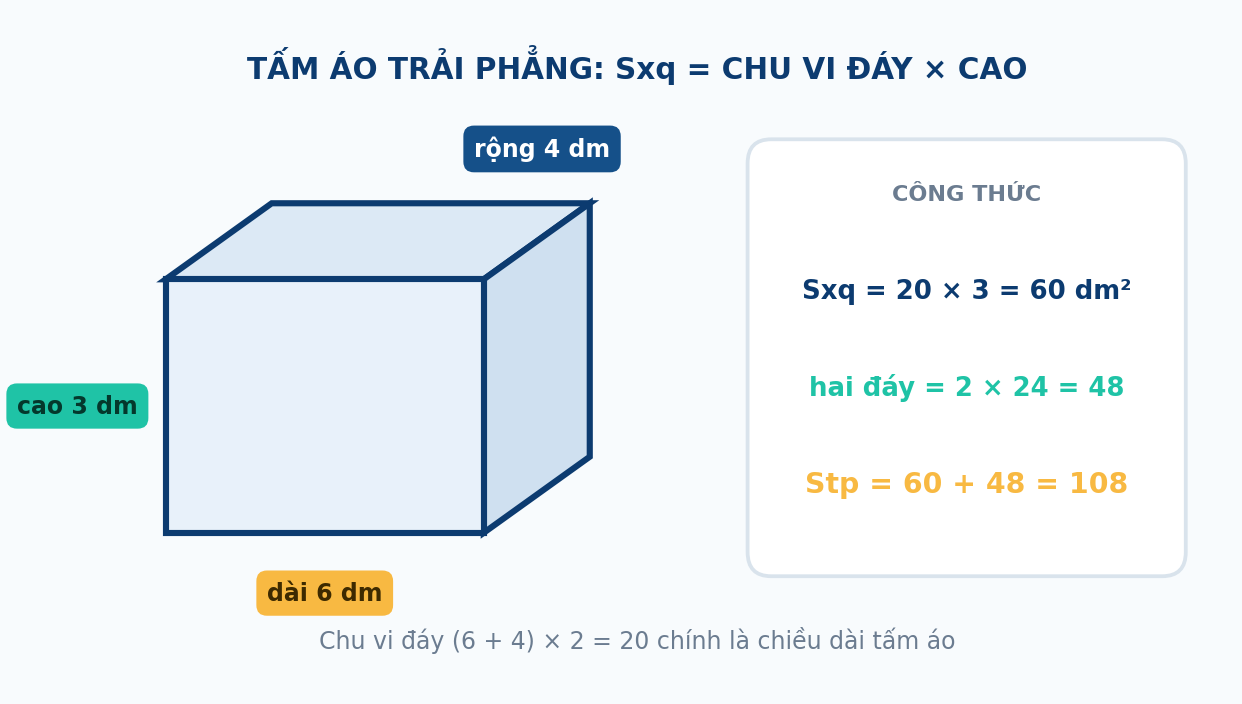 TẤM ÁO TRẢI PHẲNG: Sxq = CHU VI ĐÁY × CAO
rộng 4 dm
CÔNG THỨC
Sxq = 20 × 3 = 60 dm²
hai đáy = 2 × 24 = 48
cao 3 dm
Stp = 60 + 48 = 108
dài 6 dm
Chu vi đáy (6 + 4) × 2 = 20 chính là chiều dài tấm áo